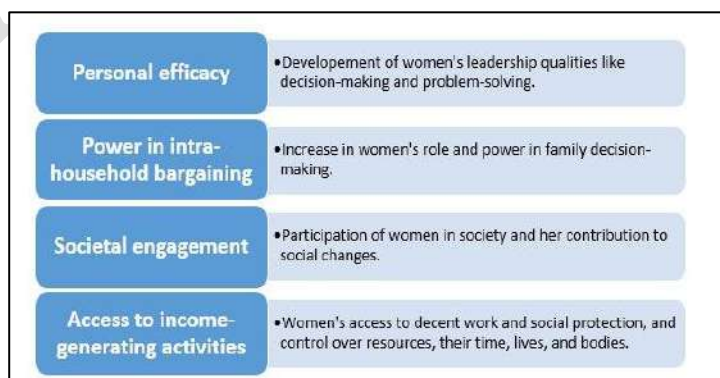 Personal efficacy
•Developement of women's leadership qualities like
decision-making and problem-solving.
Power in intra-
household bargaining
•Increase in women's role and power in family decision-
making.
Societal engagement
•Participation of women in society and her contribution to
social changes.
Access to income-
generating activities
•Women's access to decent work and social protection, and
control over resources, their time, lives, and bodies.